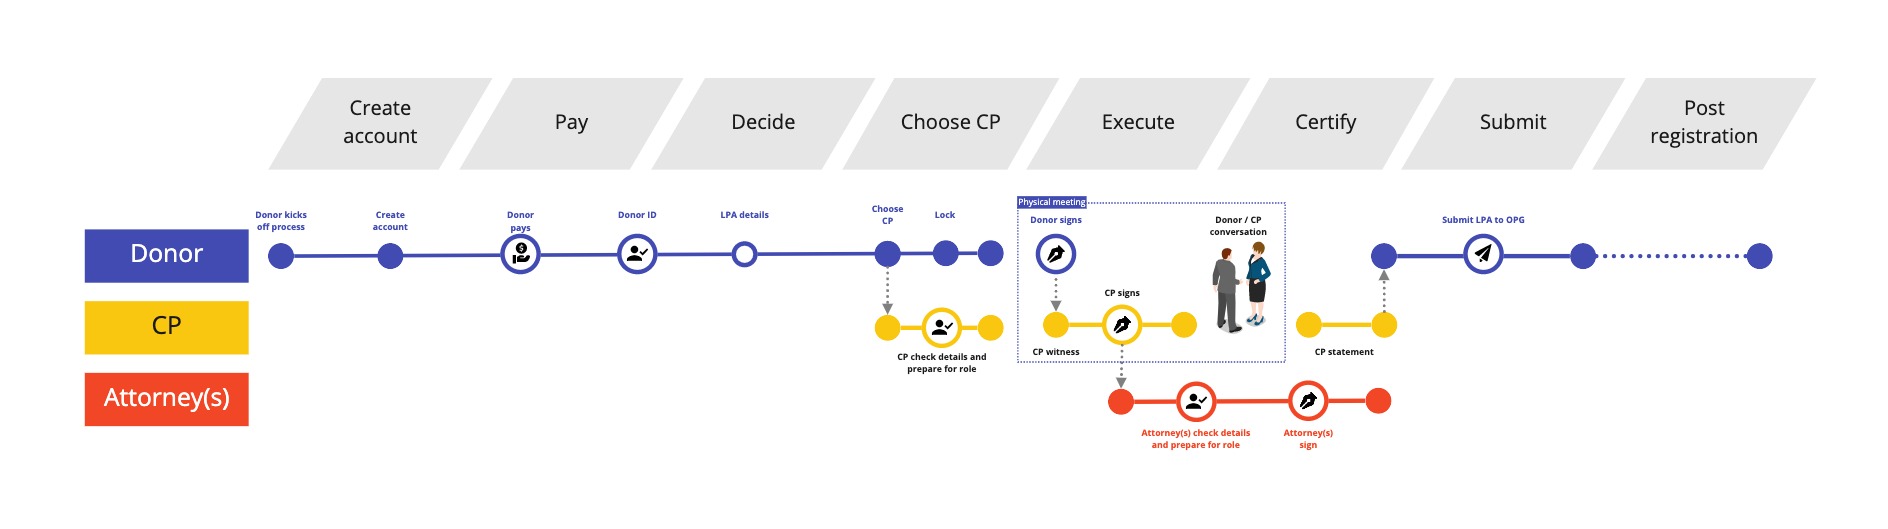 Create
account
Pay
Decide
Choose CP
Execute
Certify
Submit
Post
registration
Donor
CP
Attorney(s)
Donor kicks
off process
Create
account
Donor
pays
Donor ID
LPA details
Choose
CP
Lock
Physical meeting
Donor signs
Donor / CP
conversation
Submit LPA to OPG
CP signs
CP witness
CP statement
CP check details and
prepare for role
Attorney(s) check details
and prepare for role
Attorney(s)
sign